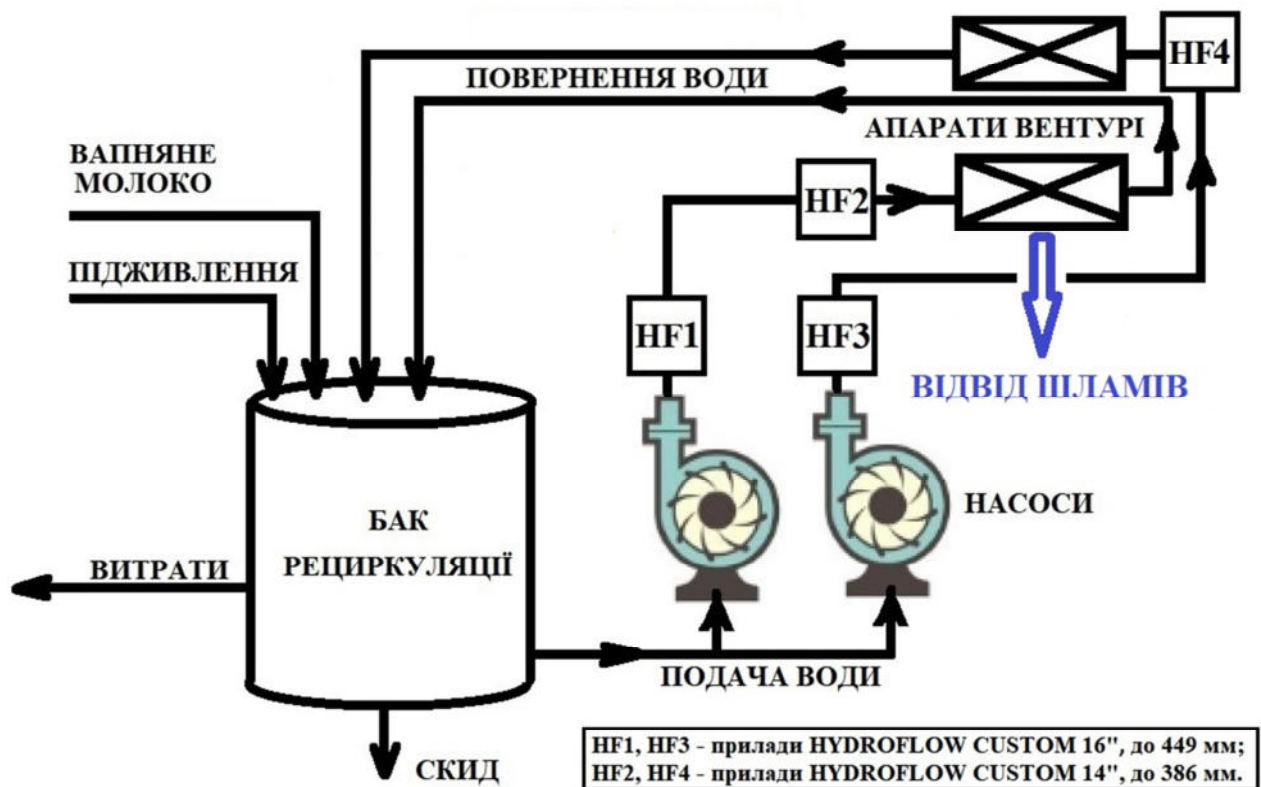 HF4
ПОВЕРНЕННЯ ВОДИ
АПАРАТИ ВЕНТУРІ
ВАПНЯНЕ
МОЛОКО
HF2
ПІДЖИВЛЕННЯ
HF1
HF3
ВІДВІД ШЛАМІВ
НАСОСИ
БАК
РЕЦИРКУЛЯЦІЇ
ВИТРАТИ
ПОДАЧА ВОДИ
СКИД
HF1, HF3 - прилади HYDROFLOW CUSTOM 16", до 449 мм;
HF2, HF4 - прилади HYDROFLOW CUSTOM 14", до 386 мм.